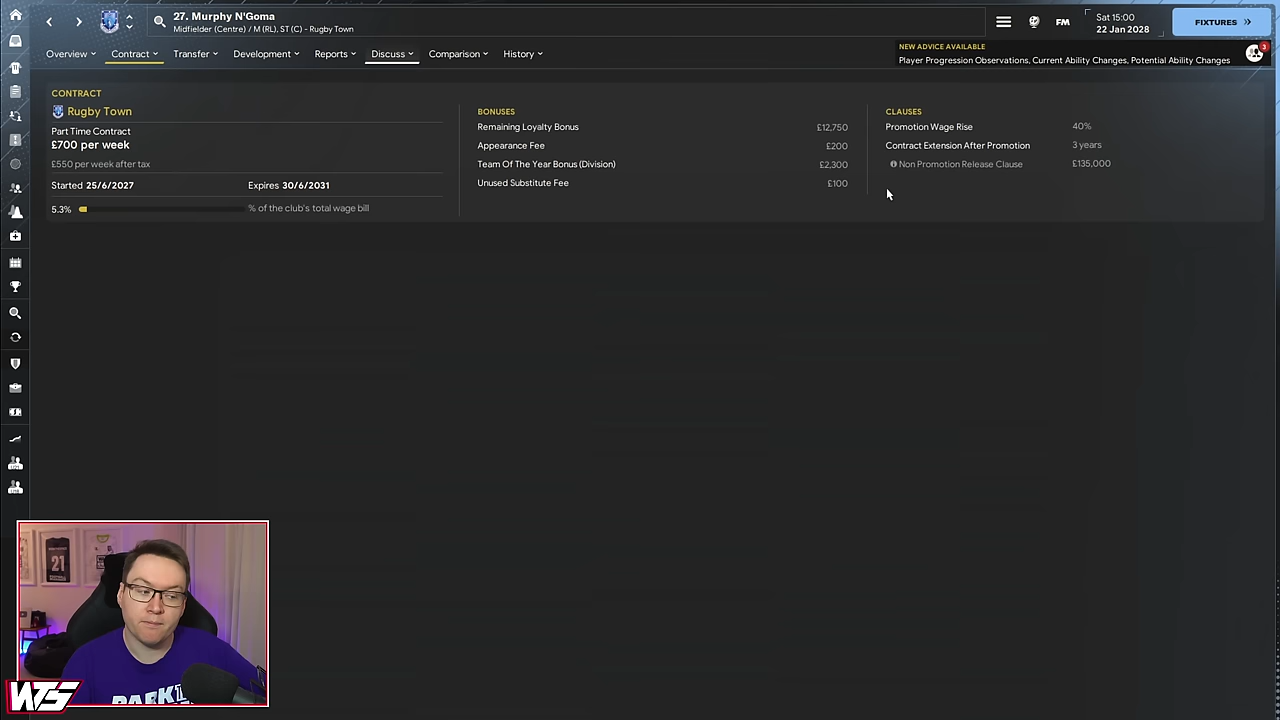 27. Murphy N'Goma
Midfielder (Centre) / M (RL), ST (C) - Rugby Town
FM
Sat 15:00
22 Jan 2028
FIXTURES
Overview
Contract
Transfer
Development
Reports
Discuss
Comparison
History
NEW ADVICE AVAILABLE
Player Progression Observations, Current Ability Changes, Potential Ability Changes
3
CONTRACT
Rugby Town
Part Time Contract
£700 per week
£550 per week after tax
Started 25/6/2027
Expires 30/6/2031
5.3%
% of the club's total wage bill
BONUSES
Remaining Loyalty Bonus £12,750
Appearance Fee £200
Team Of The Year Bonus (Division) £2,300
Unused Substitute Fee £100
CLAUSES
Promotion Wage Rise 40%
Contract Extension After Promotion 3 years
Non Promotion Release Clause £135,000
21
PARK
WTS